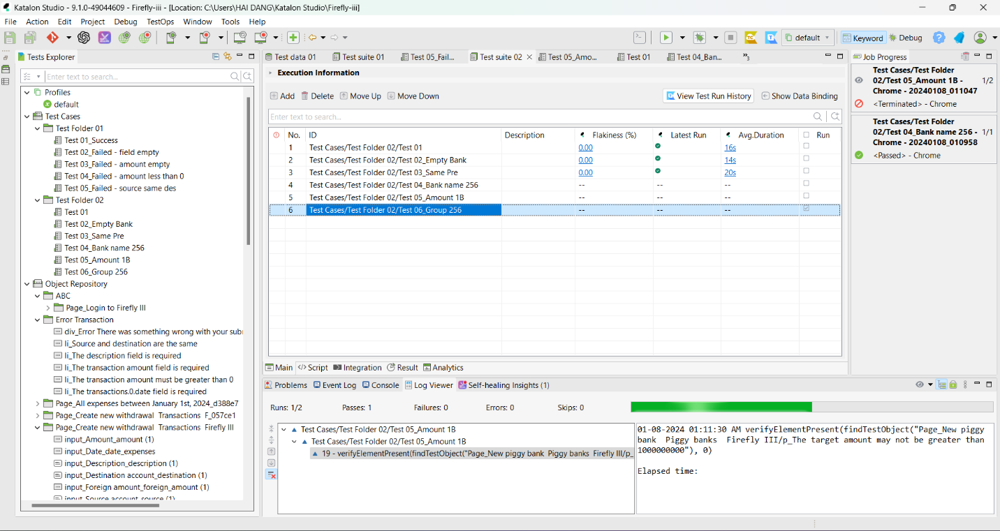 Katalon Studio - 9.1.0-49044609 - Firefly-iii - [Location: C:\Users\HAI DANG\Katalon Studio\Firefly-iii]
File Action Edit Project Debug TestOps Window Tools Help
default Keyword Debug
Tests Explorer
Enter text to search...
Profiles
default
Test Cases
Test Folder 01
Test 01_Success
Test 02_Failed - field empty
Test 03_Failed - amount empty
Test 04_Failed - amount less than 0
Test 05_Failed - source same des
Test Folder 02
Test 01
Test 02_Empty Bank
Test 03_Same Pre
Test 04_Bank name 256
Test 05_Amount 1B
Test 06_Group 256
Object Repository
ABC
Page_Login to Firefly III
Error Transaction
div_Error There was something wrong with your sub
li_Source and destination are the same
li_The description field is required
li_The transaction amount field is required
li_The transaction amount must be greater than 0
li_The transactions.0.date field is required
Page_All expenses between January 1st, 2024_d388e7
Page_Create new withdrawal Transactions F_057ce1
Page_Create new withdrawal Transactions Firefly III
input_Amount_amount (1)
input_Date_date_expenses
input_Description_description (1)
input_Destination account_destination (1)
input_Foreign amount_foreign_amount (1)
input_Source account_source (1)
Test data 01 Test suite 01 Test 05_Fail... Test suite 02 Test 05_Amo... Test 01 Test 04_Ban... »3
Execution Information
Add Delete Move Up Move Down View Test Run History Show Data Binding
Enter text to search...
No. ID Description Flakiness (%) Latest Run Avg.Duration Run
1 Test Cases/Test Folder 02/Test 01 0.00 16s
2 Test Cases/Test Folder 02/Test 02_Empty Bank 0.00 14s
3 Test Cases/Test Folder 02/Test 03_Same Pre 0.00 20s
4 Test Cases/Test Folder 02/Test 04_Bank name 256 -- -- --
5 Test Cases/Test Folder 02/Test 05_Amount 1B -- -- --
6 Test Cases/Test Folder 02/Test 06_Group 256 -- -- --
Main </> Script Integration Result Analytics
Problems Event Log Console Log Viewer Self-healing Insights (1)
Runs: 1/2 Passes: 1 Failures: 0 Errors: 0 Skips: 0
Test Cases/Test Folder 02/Test 05_Amount 1B
Test Cases/Test Folder 02/Test 05_Amount 1B
19 - verifyElementPresent(findTestObject("Page_New piggy bank Piggy banks Firefly III/p_
01-08-2024 01:11:30 AM verifyElementPresent(findTestObject("Page_New piggy
bank Piggy banks Firefly III/p_The target amount may not be greater than
1000000000"), 0)
Elapsed time:
Job Progress
Test Cases/Test Folder
02/Test 05_Amount 1B - 1/2
Chrome - 20240108_011047
<Terminated> - Chrome
Test Cases/Test Folder
02/Test 04_Bank name 256 - 1/1
Chrome - 20240108_010958
<Passed> - Chrome